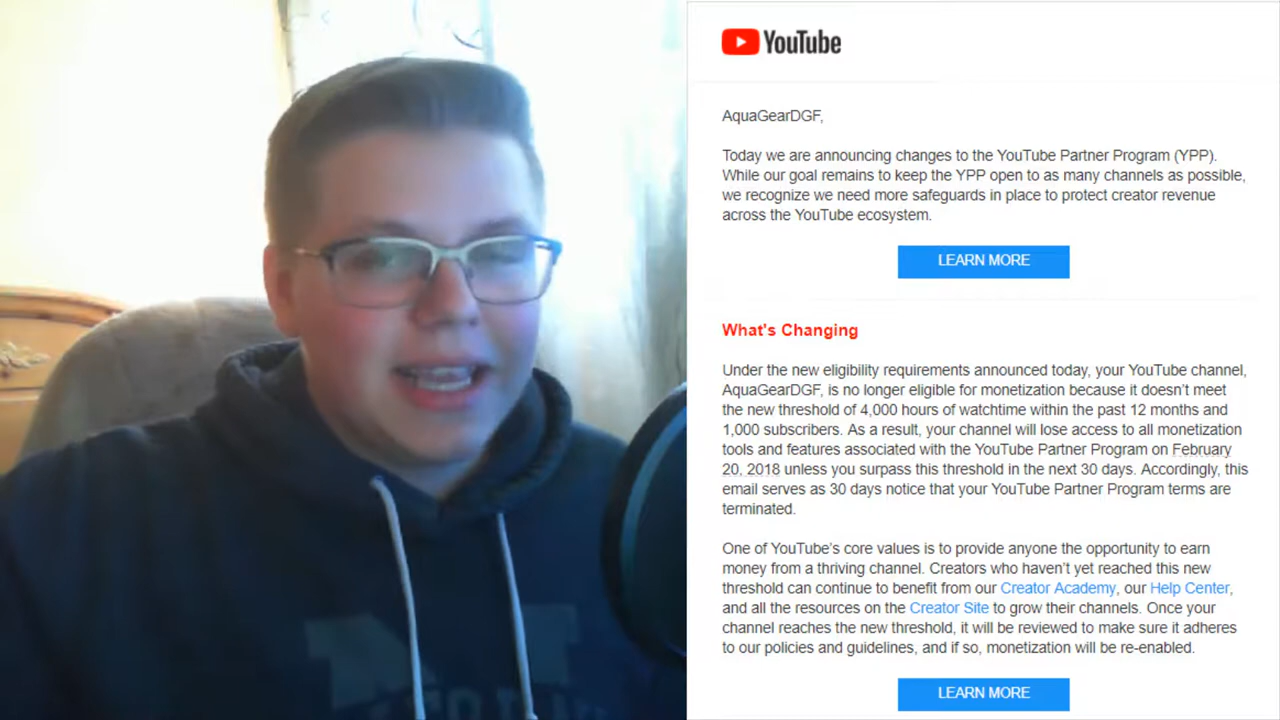 YouTube
AquaGearDGF,
Today we are announcing changes to the YouTube Partner Program (YPP).
While our goal remains to keep the YPP open to as many channels as possible,
we recognize we need more safeguards in place to protect creator revenue
across the YouTube ecosystem.
LEARN MORE
What's Changing
Under the new eligibility requirements announced today, your YouTube channel,
AquaGearDGF, is no longer eligible for monetization because it doesn't meet
the new threshold of 4,000 hours of watchtime within the past 12 months and
1,000 subscribers. As a result, your channel will lose access to all monetization
tools and features associated with the YouTube Partner Program on February
20, 2018 unless you surpass this threshold in the next 30 days. Accordingly, this
email serves as 30 days notice that your YouTube Partner Program terms are
terminated.
One of YouTube's core values is to provide anyone the opportunity to earn
money from a thriving channel. Creators who haven't yet reached this new
threshold can continue to benefit from our Creator Academy, our Help Center,
and all the resources on the Creator Site to grow their channels. Once your
channel reaches the new threshold, it will be reviewed to make sure it adheres
to our policies and guidelines, and if so, monetization will be re-enabled.
LEARN MORE